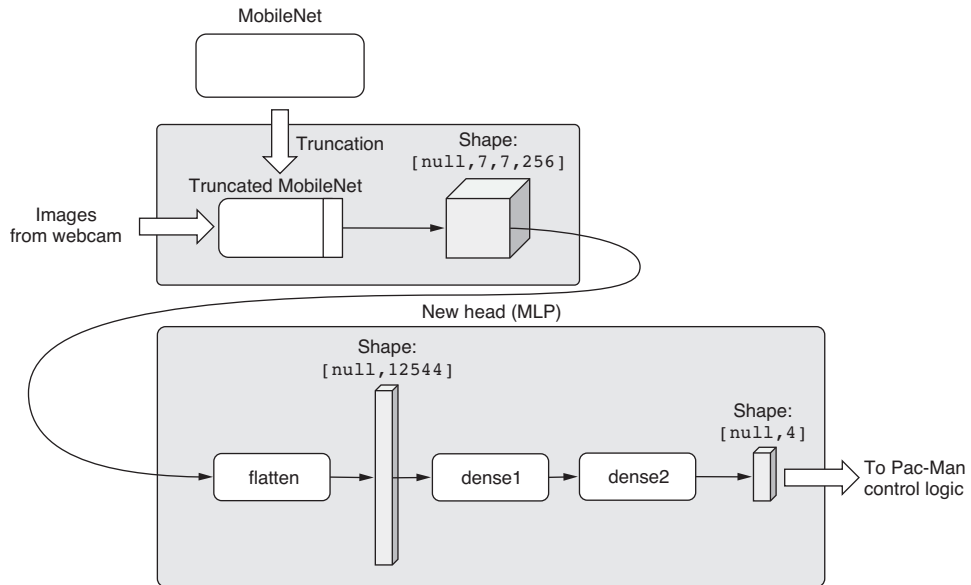 MobileNet
Truncation
Shape:
[null,7,7,256]
Truncated MobileNet
Images
from webcam
New head (MLP)
Shape:
[null,12544]
Shape:
[null,4]
flatten
dense1
dense2
To Pac-Man
control logic